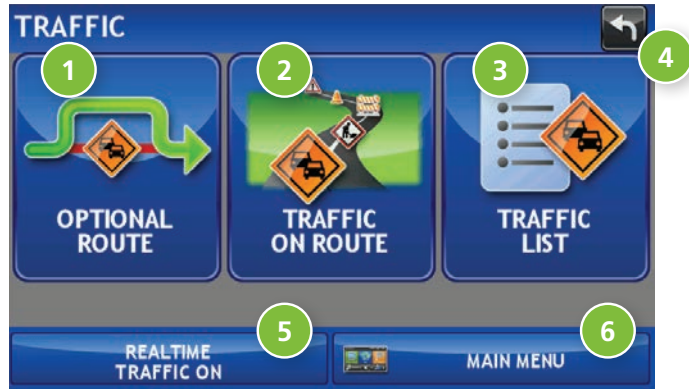 TRAFFIC
1
2
3
4
OPTIONAL
ROUTE
TRAFFIC
ON ROUTE
TRAFFIC
LIST
5
6
REALTIME
TRAFFIC ON
MAIN MENU